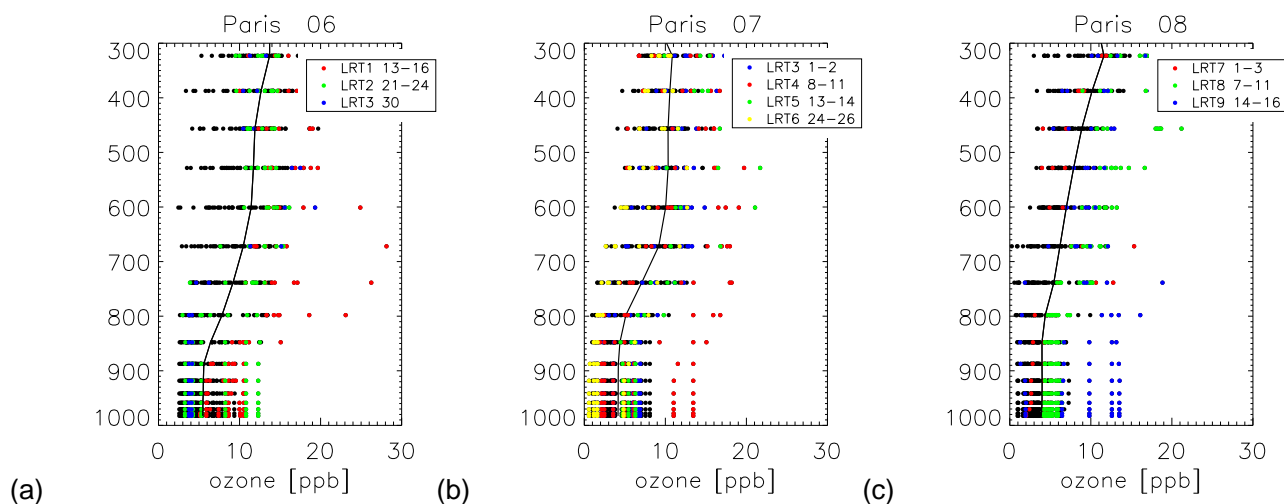 Paris 06
300
400
500
600
700
800
900
1000
0 10 20 30
ozone [ppb]
LRT1 13-16
LRT2 21-24
LRT3 30
(a)
Paris 07
300
400
500
600
700
800
900
1000
0 10 20 30
ozone [ppb]
LRT3 1-2
LRT4 8-11
LRT5 13-14
LRT6 24-26
(b)
Paris 08
300
400
500
600
700
800
900
1000
0 10 20 30
ozone [ppb]
LRT7 1-3
LRT8 7-11
LRT9 14-16
(c)